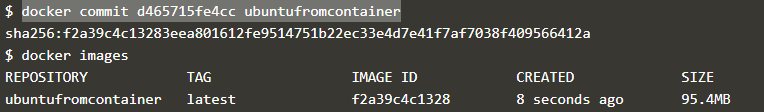 $ docker commit d465715fe4cc ubuntufromcontainer
sha256:f2a39c4c13283eea801612fe9514751b22ec33e4d7e41f7af7038f409566412a
$ docker images
REPOSITORY TAG IMAGE ID CREATED SIZE
ubuntufromcontainer latest f2a39c4c1328 8 seconds ago 95.4MB